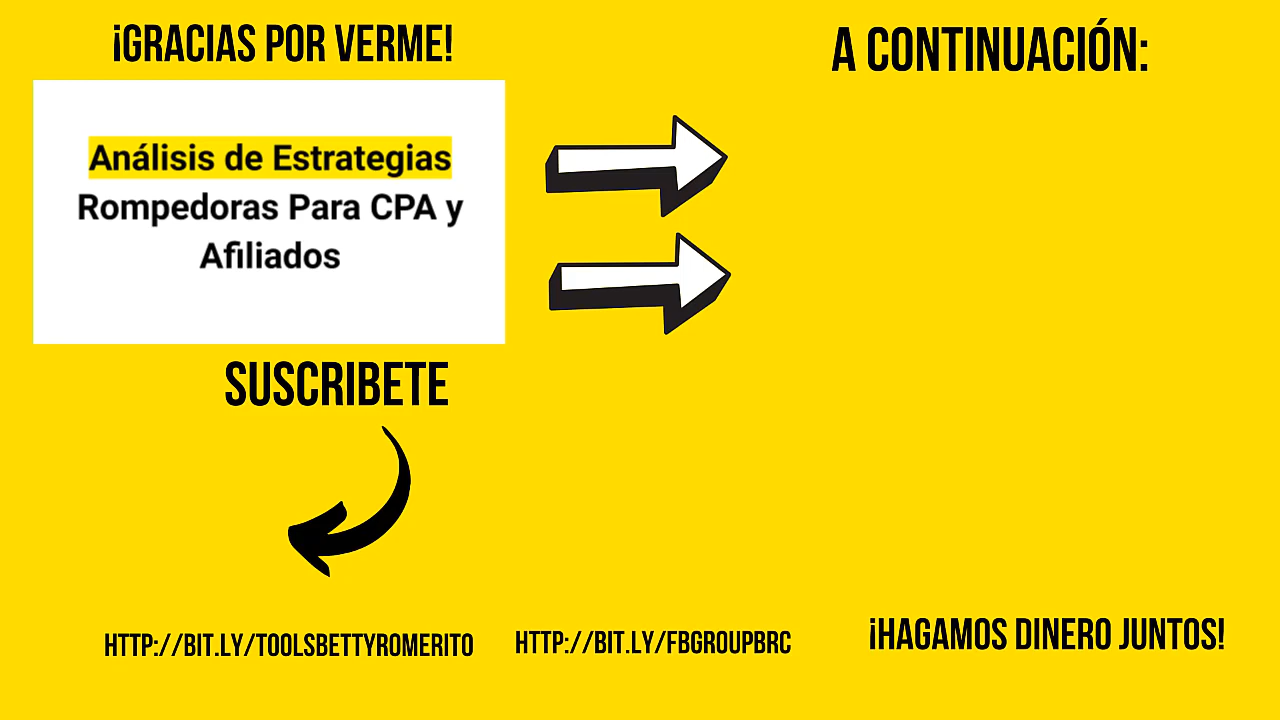 ¡GRACIAS POR VERME!
A CONTINUACIÓN:
Análisis de Estrategias
Rompedoras Para CPA y
Afiliados
SUSCRIBETE
HTTP://BIT.LY/TOOLSBETTYROMERITO
HTTP://BIT.LY/FBGROUPBRC
¡HAGAMOS DINERO JUNTOS!